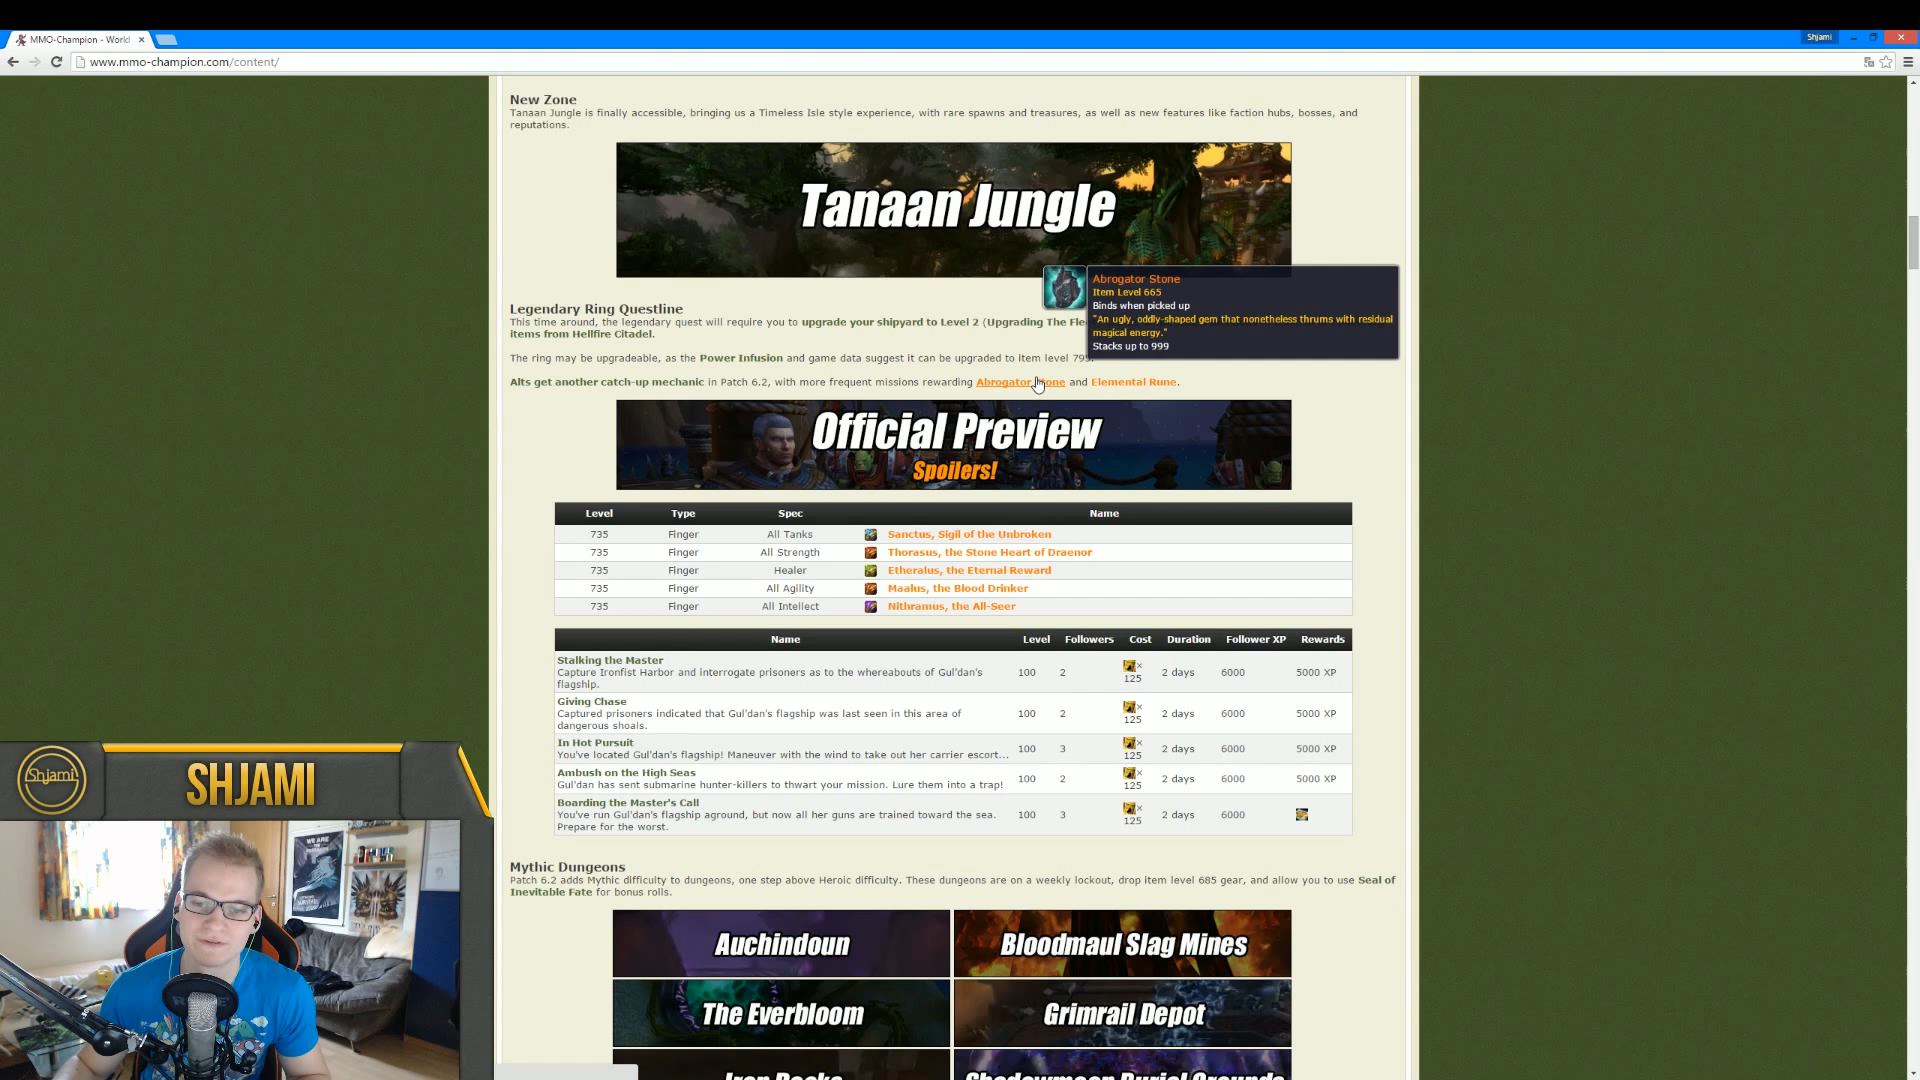 MMO-Champion - World
Shjami
www.mmo-champion.com/content/
New Zone
Tanaan Jungle is finally accessible, bringing us a Timeless Isle style experience, with rare spawns and treasures, as well as new features like faction hubs, bosses, and
reputations.
Tanaan Jungle
Abrogator Stone
Item Level 665
Binds when picked up
"An ugly, oddly-shaped gem that nonetheless thrums with residual
magical energy."
Stacks up to 999
Legendary Ring Questline
This time around, the legendary quest will require you to upgrade your shipyard to Level 2 (Upgrading The Fle
items from Hellfire Citadel.
The ring may be upgradeable, as the Power Infusion and game data suggest it can be upgraded to item level 795.
Alts get another catch-up mechanic in Patch 6.2, with more frequent missions rewarding Abrogator Stone and Elemental Rune.
Official Preview
Spoilers!
Level Type Spec Name
735 Finger All Tanks Sanctus, Sigil of the Unbroken
735 Finger All Strength Thorasus, the Stone Heart of Draenor
735 Finger Healer Etheralus, the Eternal Reward
735 Finger All Agility Maalus, the Blood Drinker
735 Finger All Intellect Nithramus, the All-Seer
Name Level Followers Cost Duration Follower XP Rewards
Stalking the Master
Capture Ironfist Harbor and interrogate prisoners as to the whereabouts of Gul'dan's
flagship.
100 2 × 125 2 days 6000 5000 XP
Giving Chase
Captured prisoners indicated that Gul'dan's flagship was last seen in this area of
dangerous shoals.
100 2 × 125 2 days 6000 5000 XP
In Hot Pursuit
You've located Gul'dan's flagship! Maneuver with the wind to take out her carrier escort...
100 3 × 125 2 days 6000 5000 XP
Ambush on the High Seas
Gul'dan has sent submarine hunter-killers to thwart your mission. Lure them into a trap!
100 2 × 125 2 days 6000 5000 XP
Boarding the Master's Call
You've run Gul'dan's flagship aground, but now all her guns are trained toward the sea.
Prepare for the worst.
100 3 × 125 2 days 6000
Mythic Dungeons
Patch 6.2 adds Mythic difficulty to dungeons, one step above Heroic difficulty. These dungeons are on a weekly lockout, drop item level 685 gear, and allow you to use Seal of
Inevitable Fate for bonus rolls.
Auchindoun
Bloodmaul Slag Mines
The Everbloom
Grimrail Depot
Iron Docks
Shadowmoon Burial Grounds
Shjami
SHJAMI
WE ARE